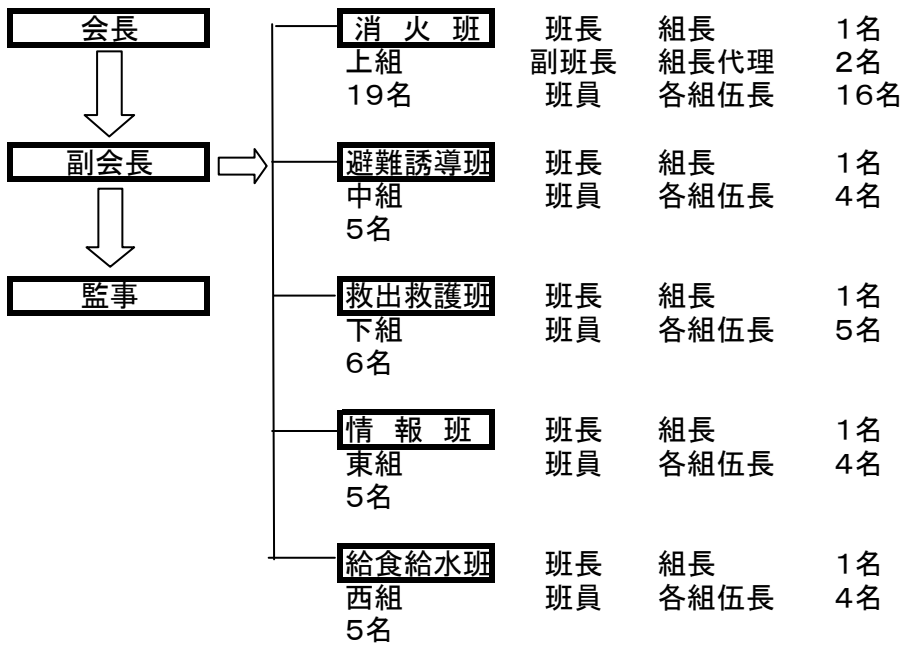 会長
副会長
監事
消 火 班 班長 組長 1名
上組 副班長 組長代理 2名
19名 班員 各組伍長 16名
避難誘導班 班長 組長 1名
中組 班員 各組伍長 4名
5名
救出救護班 班長 組長 1名
下組 班員 各組伍長 5名
6名
情 報 班 班長 組長 1名
東組 班員 各組伍長 4名
5名
給食給水班 班長 組長 1名
西組 班員 各組伍長 4名
5名